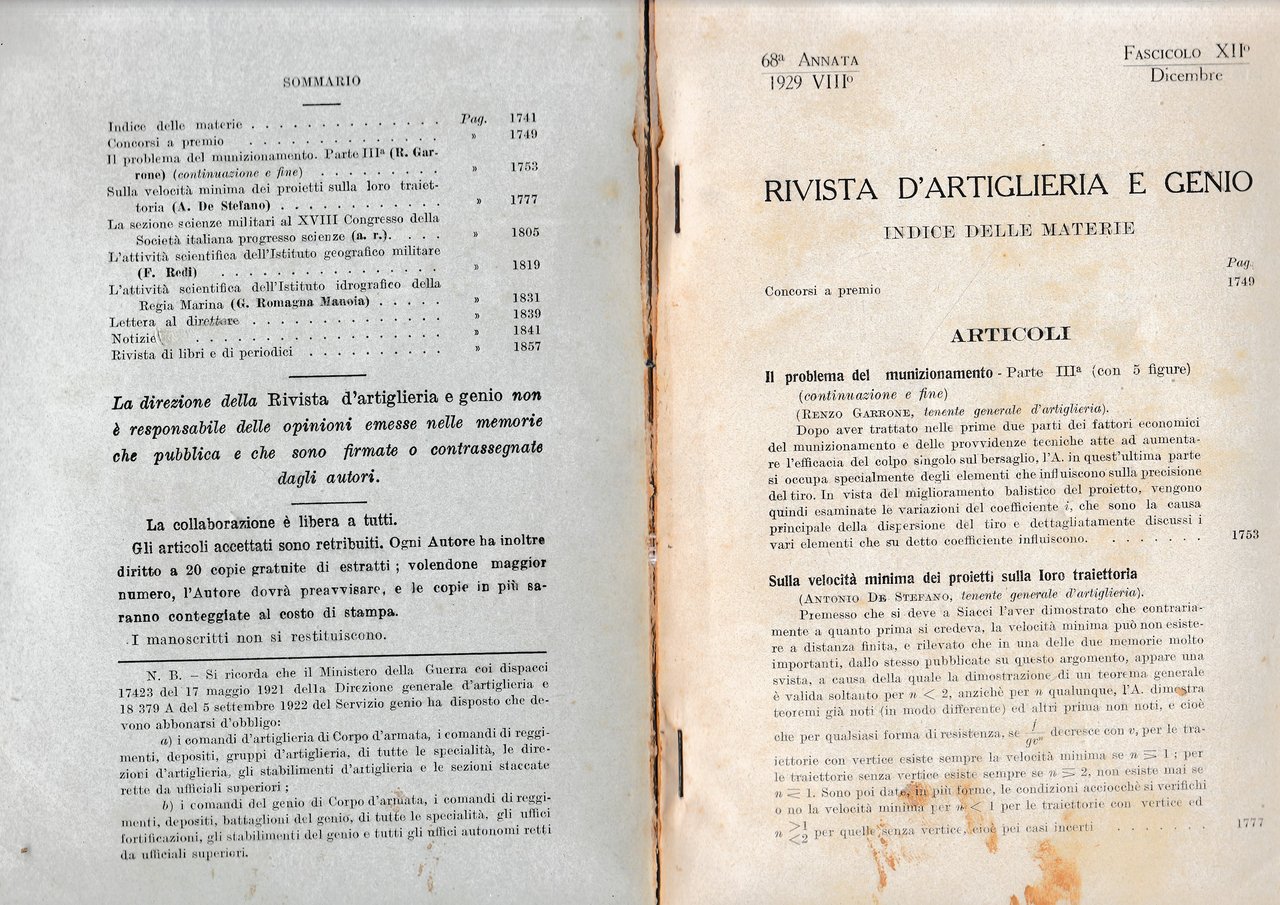 SOMMARIO
Indice delle materie . . . . . . . . . . . . . . Pag. 1741
Concorsi a premio . . . . . . . . . . . . . . » 1749
Il problema del munizionamento. Parte IIIª (R. Gar-
rone) (continuazione e fine) . . . . . . . . . » 1753
Sulla velocità minima dei proietti sulla loro traiet-
toria (A. De Stefano) . . . . . . . . . . . . » 1777
La sezione scienze militari al XVIII Congresso della
Società italiana progresso scienze (a. r.). . . . » 1805
L'attività scientifica dell'Istituto geografico militare
(F. Redi) . . . . . . . . . . . . . . . . » 1819
L'attività scientifica dell'Istituto idrografico della
Regia Marina (G. Romagna Manoia) . . . . . » 1831
Lettera al direttore . . . . . . . . . . . . . . » 1839
Notizie . . . . . . . . . . . . . . . . . . » 1841
Rivista di libri e di periodici . . . . . . . . . . » 1857
La direzione della Rivista d'artiglieria e genio non
è responsabile delle opinioni emesse nelle memorie
che pubblica e che sono firmate o contrassegnate
dagli autori.
La collaborazione è libera a tutti.
Gli articoli accettati sono retribuiti. Ogni Autore ha inoltre
diritto a 20 copie gratuite di estratti ; volendone maggior
numero, l'Autore dovrà preavvisare, e le copie in più sa-
ranno conteggiate al costo di stampa.
I manoscritti non si restituiscono.
N. B. — Si ricorda che il Ministero della Guerra coi dispacci
17423 del 17 maggio 1921 della Direzione generale d'artiglieria e
18 379 A del 5 settembre 1922 del Servizio genio ha disposto che de-
vono abbonarsi d'obbligo:
a) i comandi d'artiglieria di Corpo d'armata, i comandi di reggi-
menti, depositi, gruppi d'artiglieria, di tutte le specialità, le dire-
zioni d'artiglieria, gli stabilimenti d'artiglieria e le sezioni staccate
rette da ufficiali superiori ;
b) i comandi del genio di Corpo d'armata, i comandi di reggi-
menti, depositi, battaglioni del genio, di tutte le specialità, gli uffici
fortificazioni, gli stabilimenti del genio e tutti gli uffici autonomi retti
da ufficiali superiori.
68ª ANNATA
1929 VIIIº
FASCICOLO XIIº
Dicembre
RIVISTA D'ARTIGLIERIA E GENIO
INDICE DELLE MATERIE
Pag.
Concorsi a premio 1749
ARTICOLI
Il problema del munizionamento - Parte IIIª (con 5 figure)
(continuazione e fine)
(RENZO GARRONE, tenente generale d'artiglieria).
Dopo aver trattato nelle prime due parti dei fattori economici
del munizionamento e delle provvidenze tecniche atte ad aumenta-
re l'efficacia del colpo singolo sul bersaglio, l'A. in quest'ultima parte
si occupa specialmente degli elementi che influiscono sulla precisione
del tiro. In vista del miglioramento balistico del proietto, vengono
quindi esaminate le variazioni del coefficiente i, che sono la causa
principale della dispersione del tiro e dettagliatamente discussi i
vari elementi che su detto coefficiente influiscono. . . . . . . . . 1753
Sulla velocità minima dei proietti sulla loro traiettoria
(ANTONIO DE STEFANO, tenente generale d'artiglieria).
Premesso che si deve a Siacci l'aver dimostrato che contraria-
mente a quanto prima si credeva, la velocità minima può non esiste-
re a distanza finita, e rilevato che in una delle due memorie molto
importanti, dallo stesso pubblicate su questo argomento, appare una
svista, a causa della quale la dimostrazione di un teorema generale
è valida soltanto per n < 2, anzichè per n qualunque, l'A. dimostra
teoremi già noti (in modo differente) ed altri prima non noti, e cioè
che per qualsiasi forma di resistenza, se f/gvⁿ decresce con v, per le tra-
iettorie con vertice esiste sempre la velocità minima se n ⋝ 1 ; per
le traiettorie senza vertice esiste sempre se n ⋝ 2, non esiste mai se
n ⋜ 1. Sono poi date, in più forme, le condizioni acciocchè si verifichi
o no la velocità minima per n < 1 per le traiettorie con vertice ed
n >1 <2 per quelle senza vertice, cioè pei casi incerti . . . . . . . . 1777